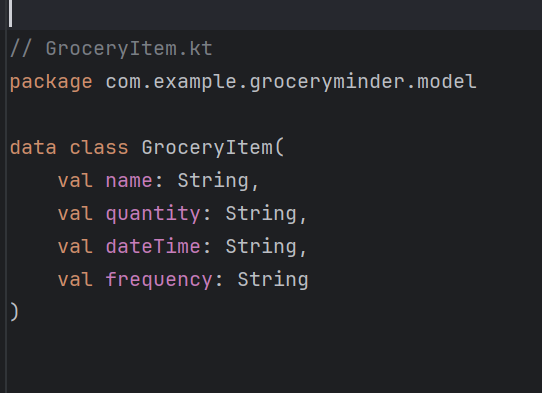 // GroceryItem.kt
package com.example.groceryminder.model
data class GroceryItem(
    val name: String,
    val quantity: String,
    val dateTime: String,
    val frequency: String
)